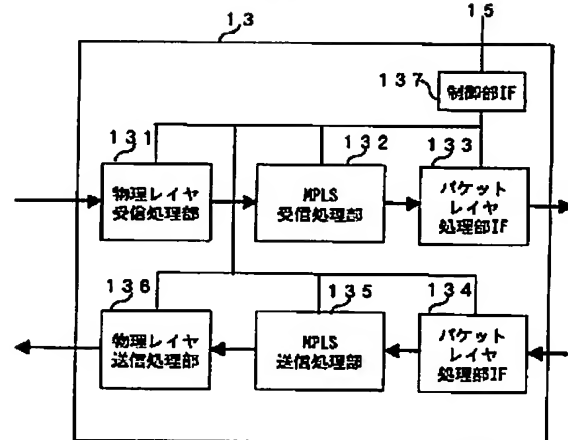 13
15
137
制御部IF
131
132
133
物理レイヤ
受信処理部
MPLS
受信処理部
パケット
レイヤ
処理部IF
136
135
134
物理レイヤ
送信処理部
MPLS
送信処理部
パケット
レイヤ
処理部IF